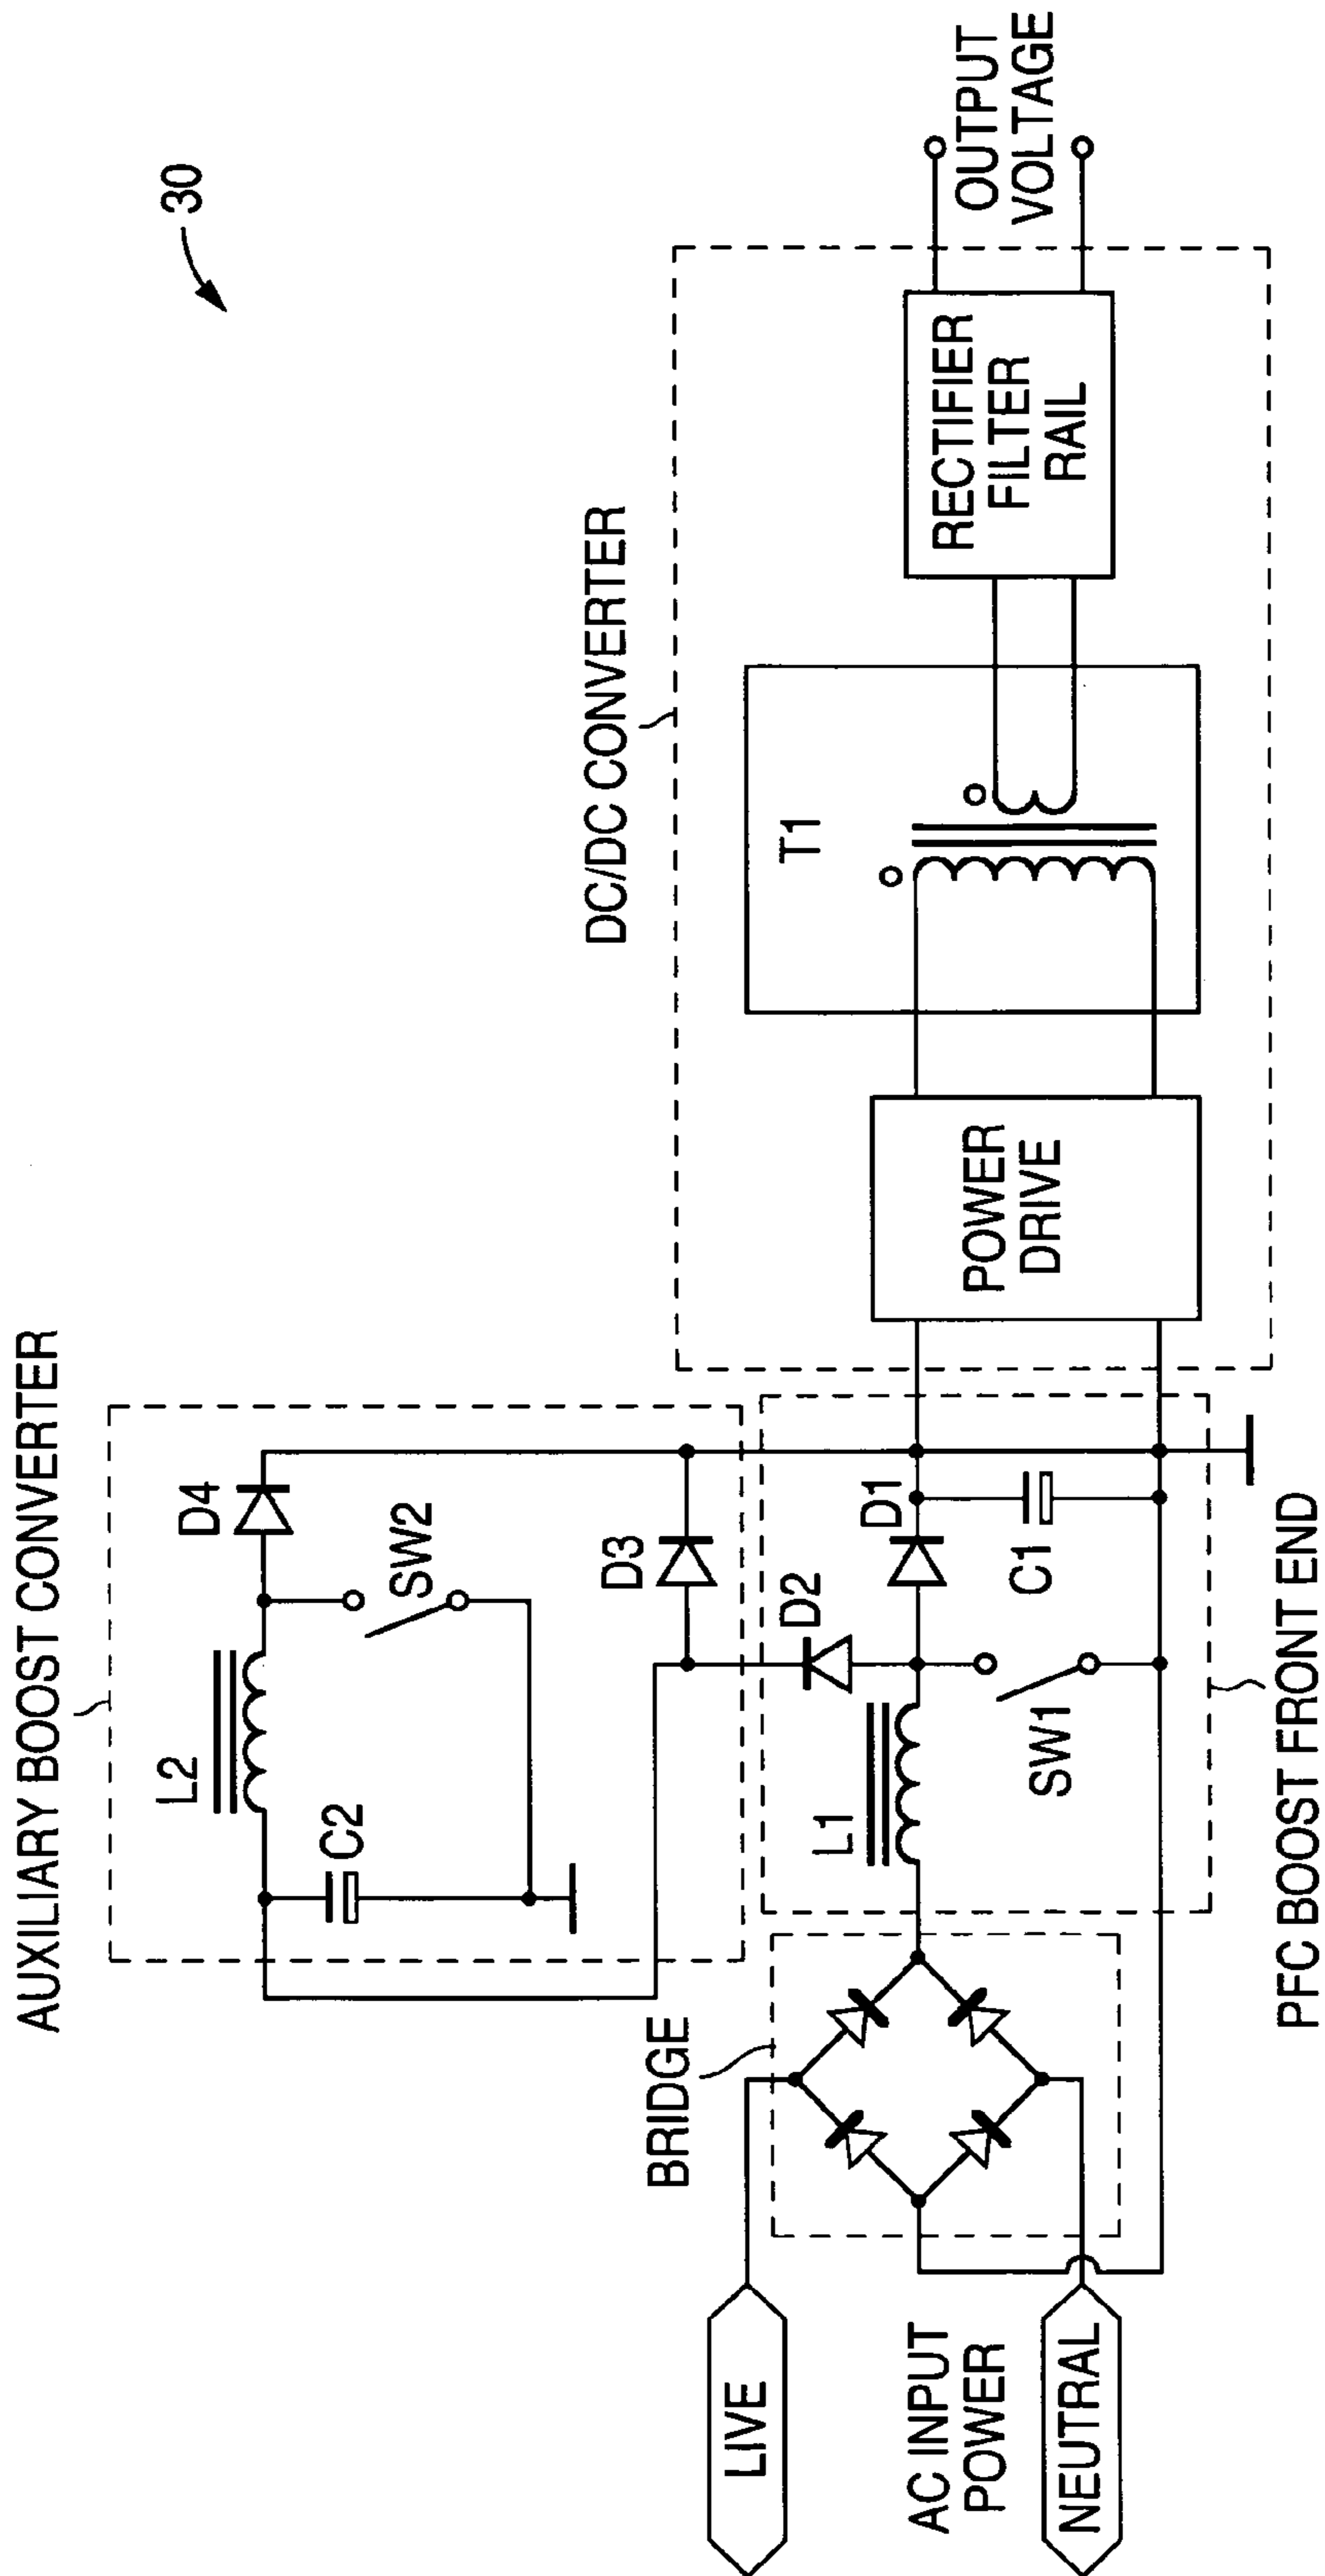 30
AUXILIARY BOOST CONVERTER
D4
L2
SW2
C2
D3
DC/DC CONVERTER
BRIDGE
D2
D1
L1
SW1
C1
T1
POWER
DRIVE
RECTIFIER
FILTER
RAIL
OUTPUT
VOLTAGE
LIVE
AC INPUT
POWER
NEUTRAL
PFC BOOST FRONT END